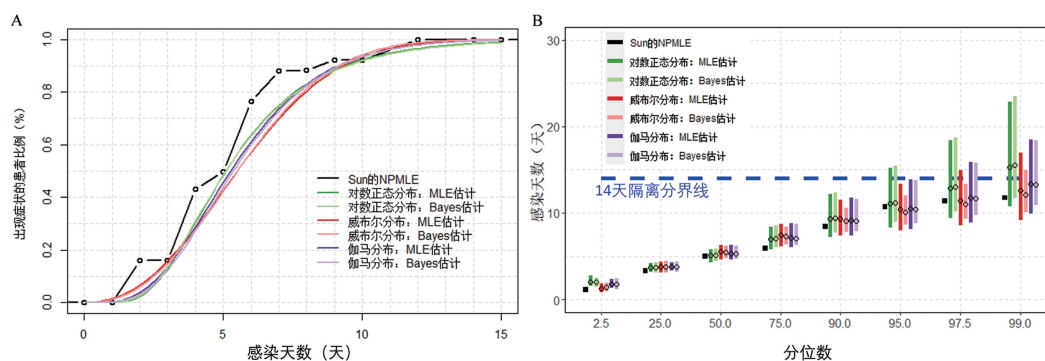 A
出现症状的患者比例（%）
1.0
0.8
0.6
0.4
0.2
0.0
Sun的NPMLE
对数正态分布：MLE估计
对数正态分布：Bayes估计
威布尔分布：MLE估计
威布尔分布：Bayes估计
伽马分布：MLE估计
伽马分布：Bayes估计
0 5 10 15
感染天数（天）
B
感染天数（天）
30
20
10
0
Sun的NPMLE
对数正态分布：MLE估计
对数正态分布：Bayes估计
威布尔分布：MLE估计
威布尔分布：Bayes估计
伽马分布：MLE估计
伽马分布：Bayes估计
14天隔离分界线
2.5 25.0 50.0 75.0 90.0 95.0 97.5 99.0
分位数